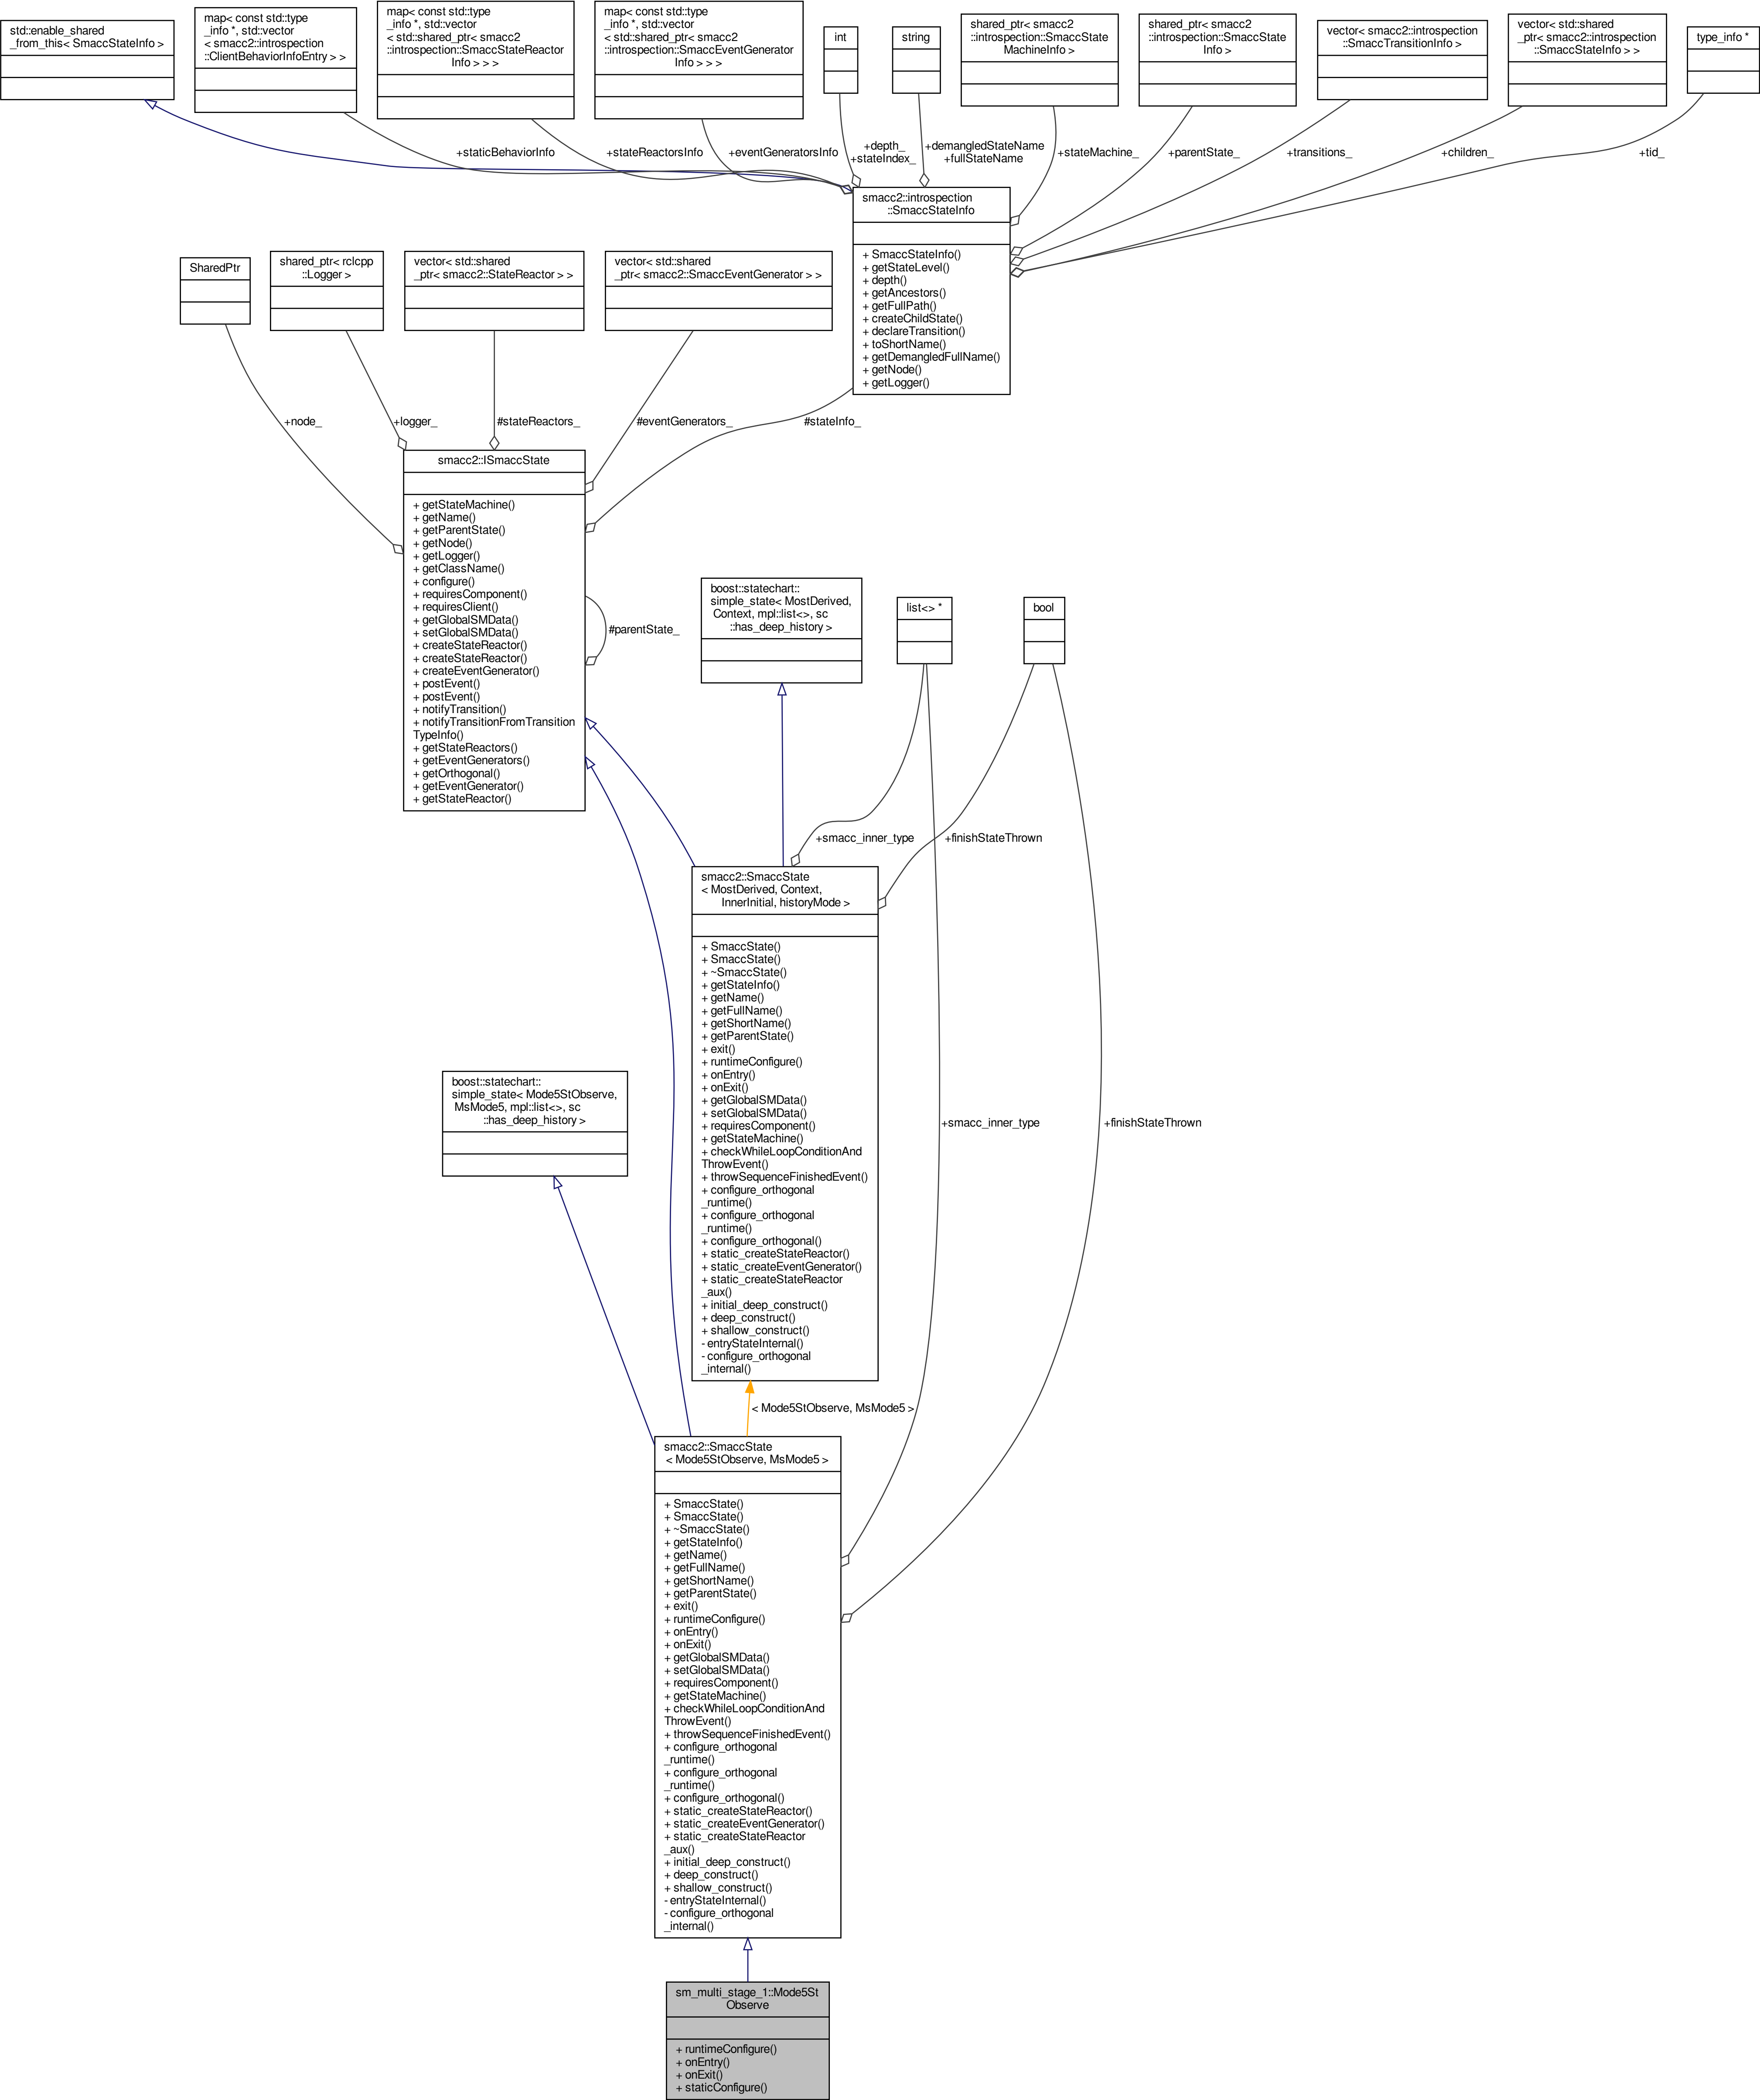 std::enable_shared
_from_this< SmaccStateInfo >
map< const std::type
_info *, std::vector
< smacc2::introspection
::ClientBehaviorInfoEntry > >
map< const std::type
_info *, std::vector
< std::shared_ptr< smacc2
::introspection::SmaccStateReactor
Info > > >
map< const std::type
_info *, std::vector
< std::shared_ptr< smacc2
::introspection::SmaccEventGenerator
Info > > >
int
string
shared_ptr< smacc2
::introspection::SmaccState
MachineInfo >
shared_ptr< smacc2
::introspection::SmaccState
Info >
vector< smacc2::introspection
::SmaccTransitionInfo >
vector< std::shared
_ptr< smacc2::introspection
::SmaccStateInfo > >
type_info *
+staticBehaviorInfo
+stateReactorsInfo
+eventGeneratorsInfo
+depth_
+stateIndex_
+demangledStateName
+fullStateName
+stateMachine_
+parentState_
+transitions_
+children_
+tid_
smacc2::introspection
::SmaccStateInfo
+ SmaccStateInfo()
+ getStateLevel()
+ depth()
+ getAncestors()
+ getFullPath()
+ createChildState()
+ declareTransition()
+ toShortName()
+ getDemangledFullName()
+ getNode()
+ getLogger()
SharedPtr
shared_ptr< rclcpp
::Logger >
vector< std::shared
_ptr< smacc2::StateReactor > >
vector< std::shared
_ptr< smacc2::SmaccEventGenerator > >
+node_
+logger_
#stateReactors_
#eventGenerators_
#stateInfo_
smacc2::ISmaccState
+ getStateMachine()
+ getName()
+ getParentState()
+ getNode()
+ getLogger()
+ getClassName()
+ configure()
+ requiresComponent()
+ requiresClient()
+ getGlobalSMData()
+ setGlobalSMData()
+ createStateReactor()
+ createStateReactor()
+ createEventGenerator()
+ postEvent()
+ postEvent()
+ notifyTransition()
+ notifyTransitionFromTransition
TypeInfo()
+ getStateReactors()
+ getEventGenerators()
+ getOrthogonal()
+ getEventGenerator()
+ getStateReactor()
#parentState_
boost::statechart::
simple_state< MostDerived,
Context, mpl::list<>, sc
::has_deep_history >
list<> *
bool
+smacc_inner_type
+finishStateThrown
smacc2::SmaccState
< MostDerived, Context,
InnerInitial, historyMode >
+ SmaccState()
+ SmaccState()
+ ~SmaccState()
+ getStateInfo()
+ getName()
+ getFullName()
+ getShortName()
+ getParentState()
+ exit()
+ runtimeConfigure()
+ onEntry()
+ onExit()
+ getGlobalSMData()
+ setGlobalSMData()
+ requiresComponent()
+ getStateMachine()
+ checkWhileLoopConditionAnd
ThrowEvent()
+ throwSequenceFinishedEvent()
+ configure_orthogonal
_runtime()
+ configure_orthogonal
_runtime()
+ configure_orthogonal()
+ static_createStateReactor()
+ static_createEventGenerator()
+ static_createStateReactor
_aux()
+ initial_deep_construct()
+ deep_construct()
+ shallow_construct()
- entryStateInternal()
- configure_orthogonal
_internal()
boost::statechart::
simple_state< Mode5StObserve,
MsMode5, mpl::list<>, sc
::has_deep_history >
+smacc_inner_type
+finishStateThrown
< Mode5StObserve, MsMode5 >
smacc2::SmaccState
< Mode5StObserve, MsMode5 >
+ SmaccState()
+ SmaccState()
+ ~SmaccState()
+ getStateInfo()
+ getName()
+ getFullName()
+ getShortName()
+ getParentState()
+ exit()
+ runtimeConfigure()
+ onEntry()
+ onExit()
+ getGlobalSMData()
+ setGlobalSMData()
+ requiresComponent()
+ getStateMachine()
+ checkWhileLoopConditionAnd
ThrowEvent()
+ throwSequenceFinishedEvent()
+ configure_orthogonal
_runtime()
+ configure_orthogonal
_runtime()
+ configure_orthogonal()
+ static_createStateReactor()
+ static_createEventGenerator()
+ static_createStateReactor
_aux()
+ initial_deep_construct()
+ deep_construct()
+ shallow_construct()
- entryStateInternal()
- configure_orthogonal
_internal()
sm_multi_stage_1::Mode5St
Observe
+ runtimeConfigure()
+ onEntry()
+ onExit()
+ staticConfigure()